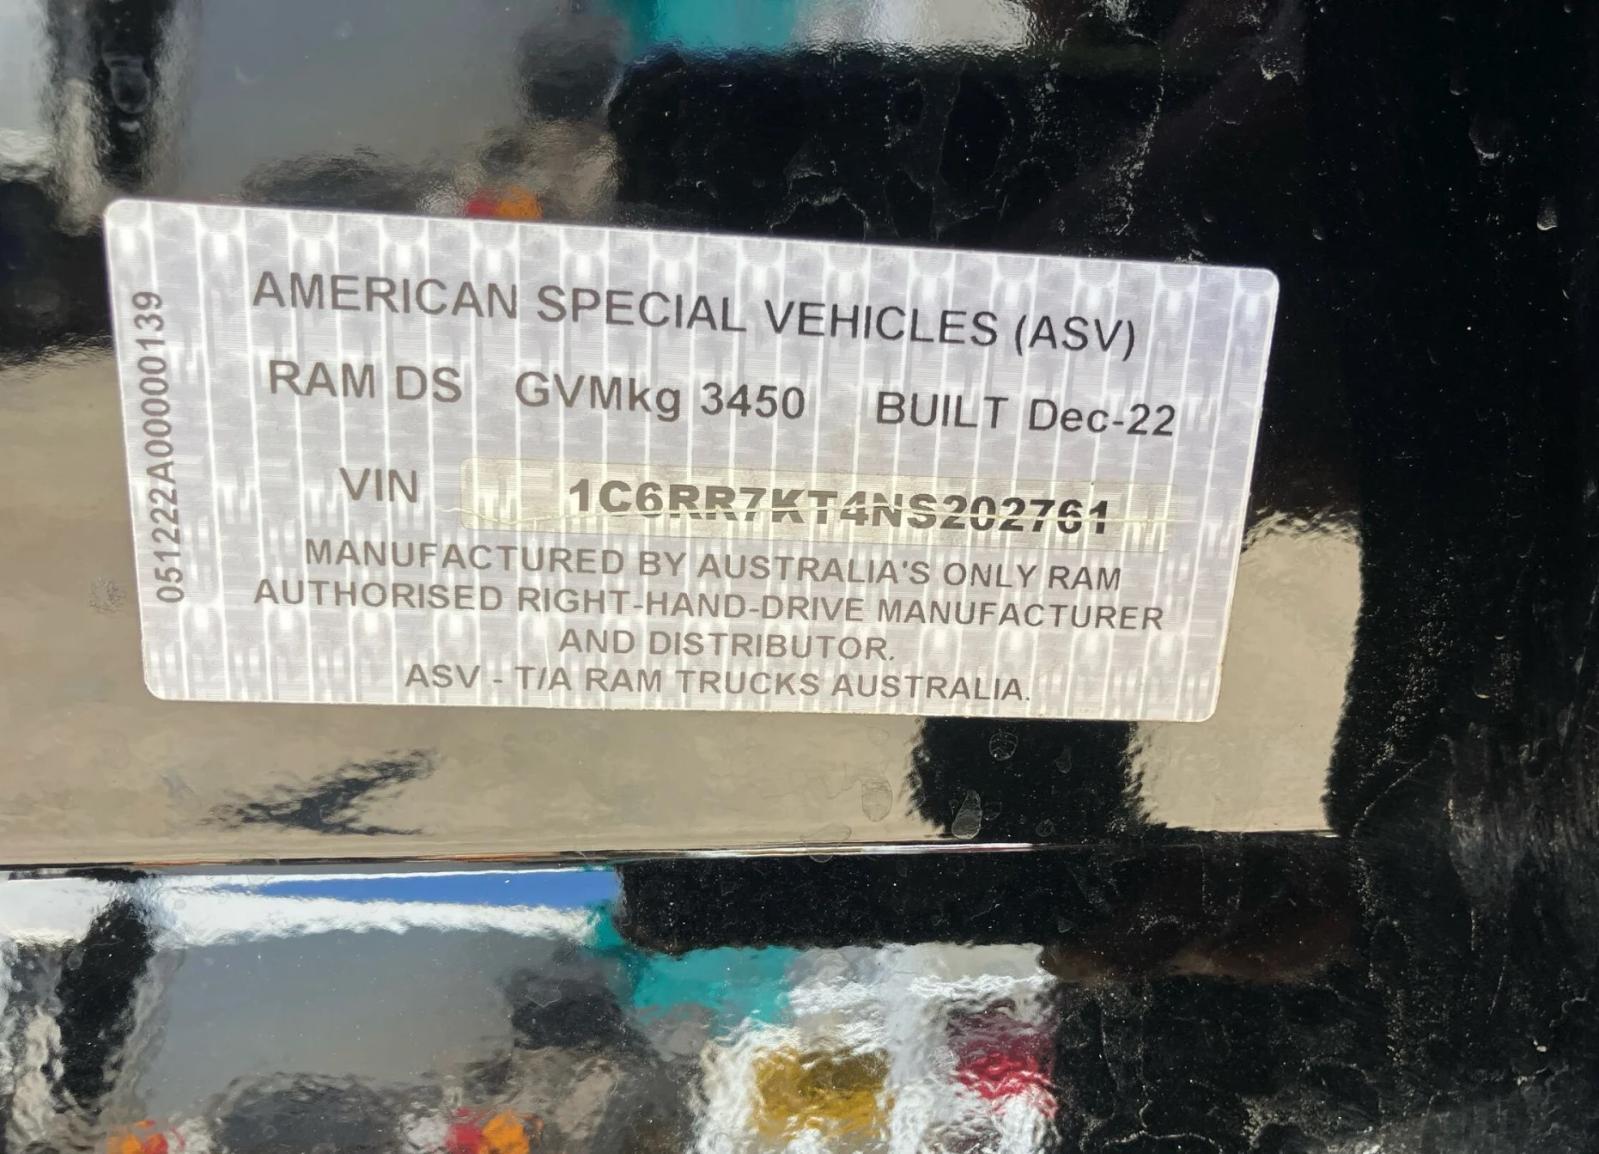 AMERICAN SPECIAL VEHICLES (ASV)
RAM DS GVMkg 3450 BUILT Dec-22
VIN 1C6RR7KT4NS202761
MANUFACTURED BY AUSTRALIA'S ONLY RAM
AUTHORISED RIGHT-HAND-DRIVE MANUFACTURER
AND DISTRIBUTOR.
ASV - T/A RAM TRUCKS AUSTRALIA.
051222A00000139